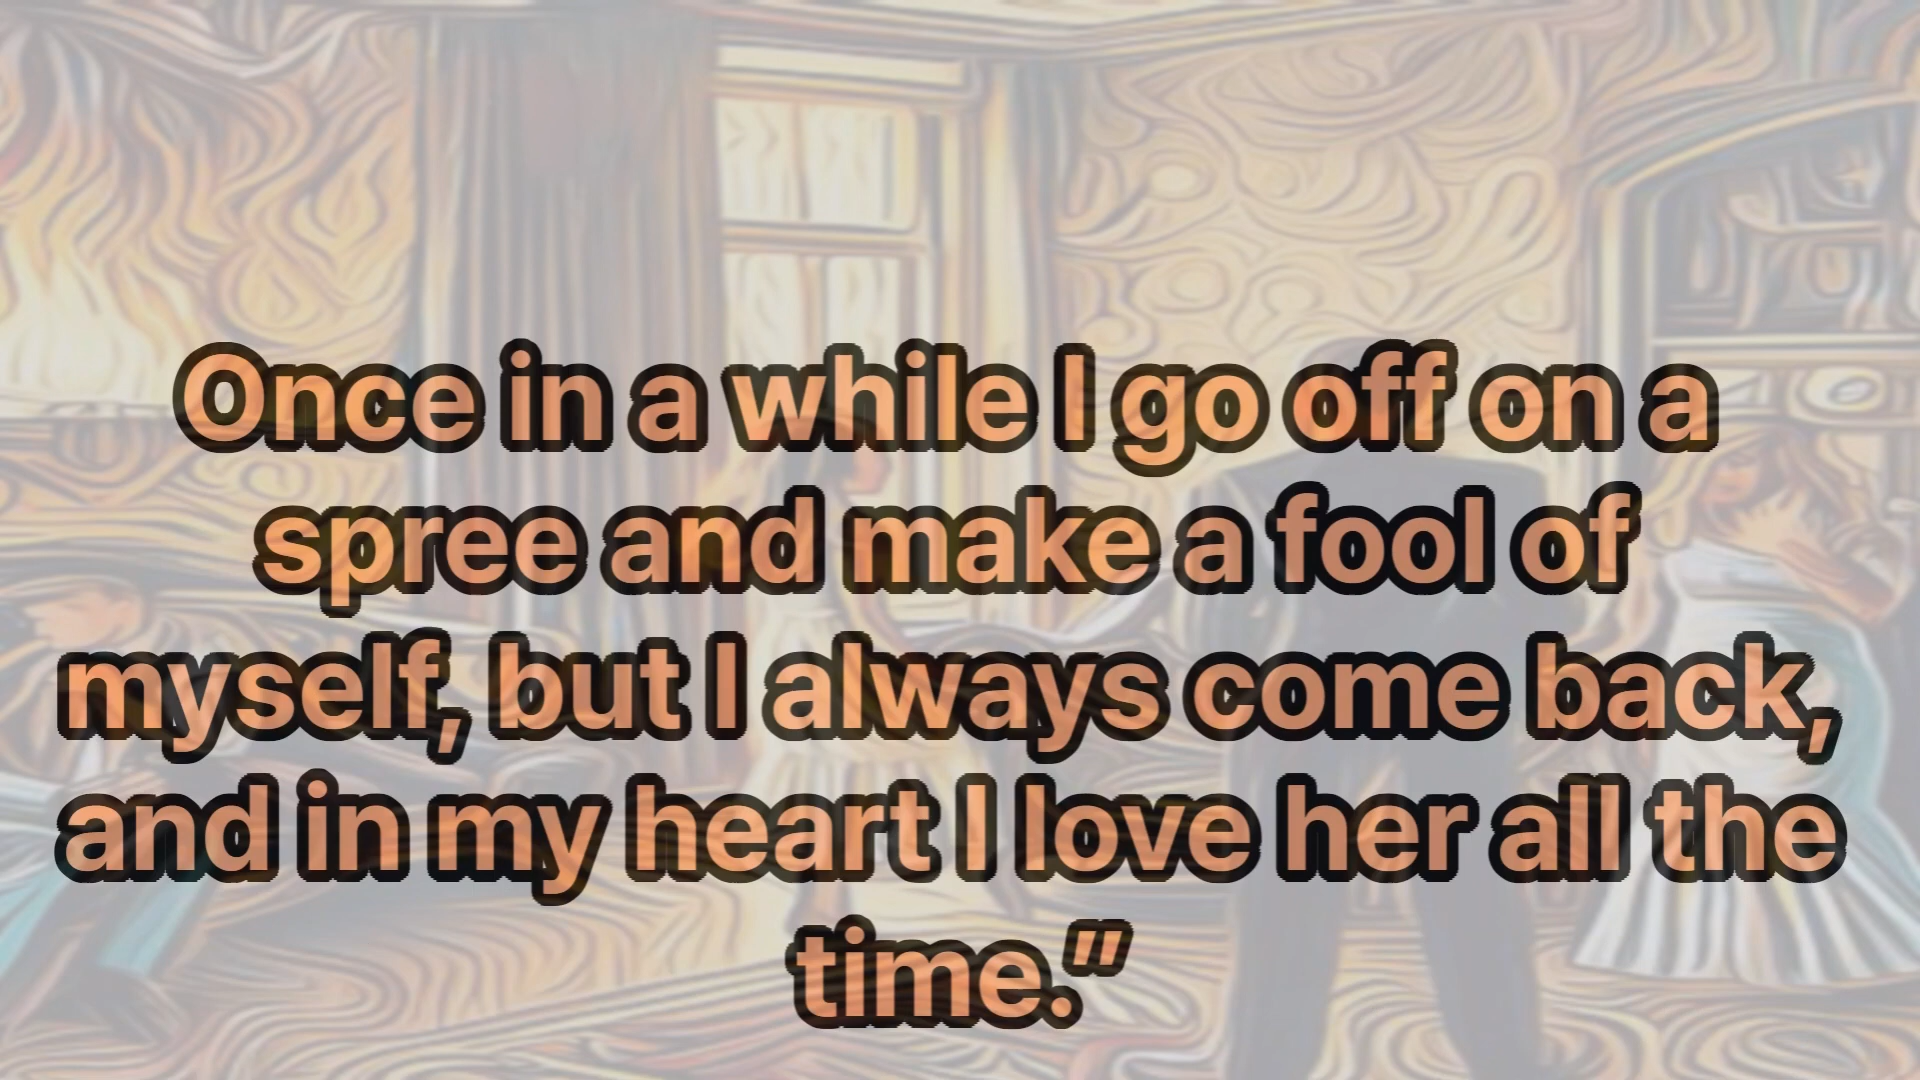 Once in a while I go off on a
spree and make a fool of
myself, but I always come back,
and in my heart I love her all the
time.”